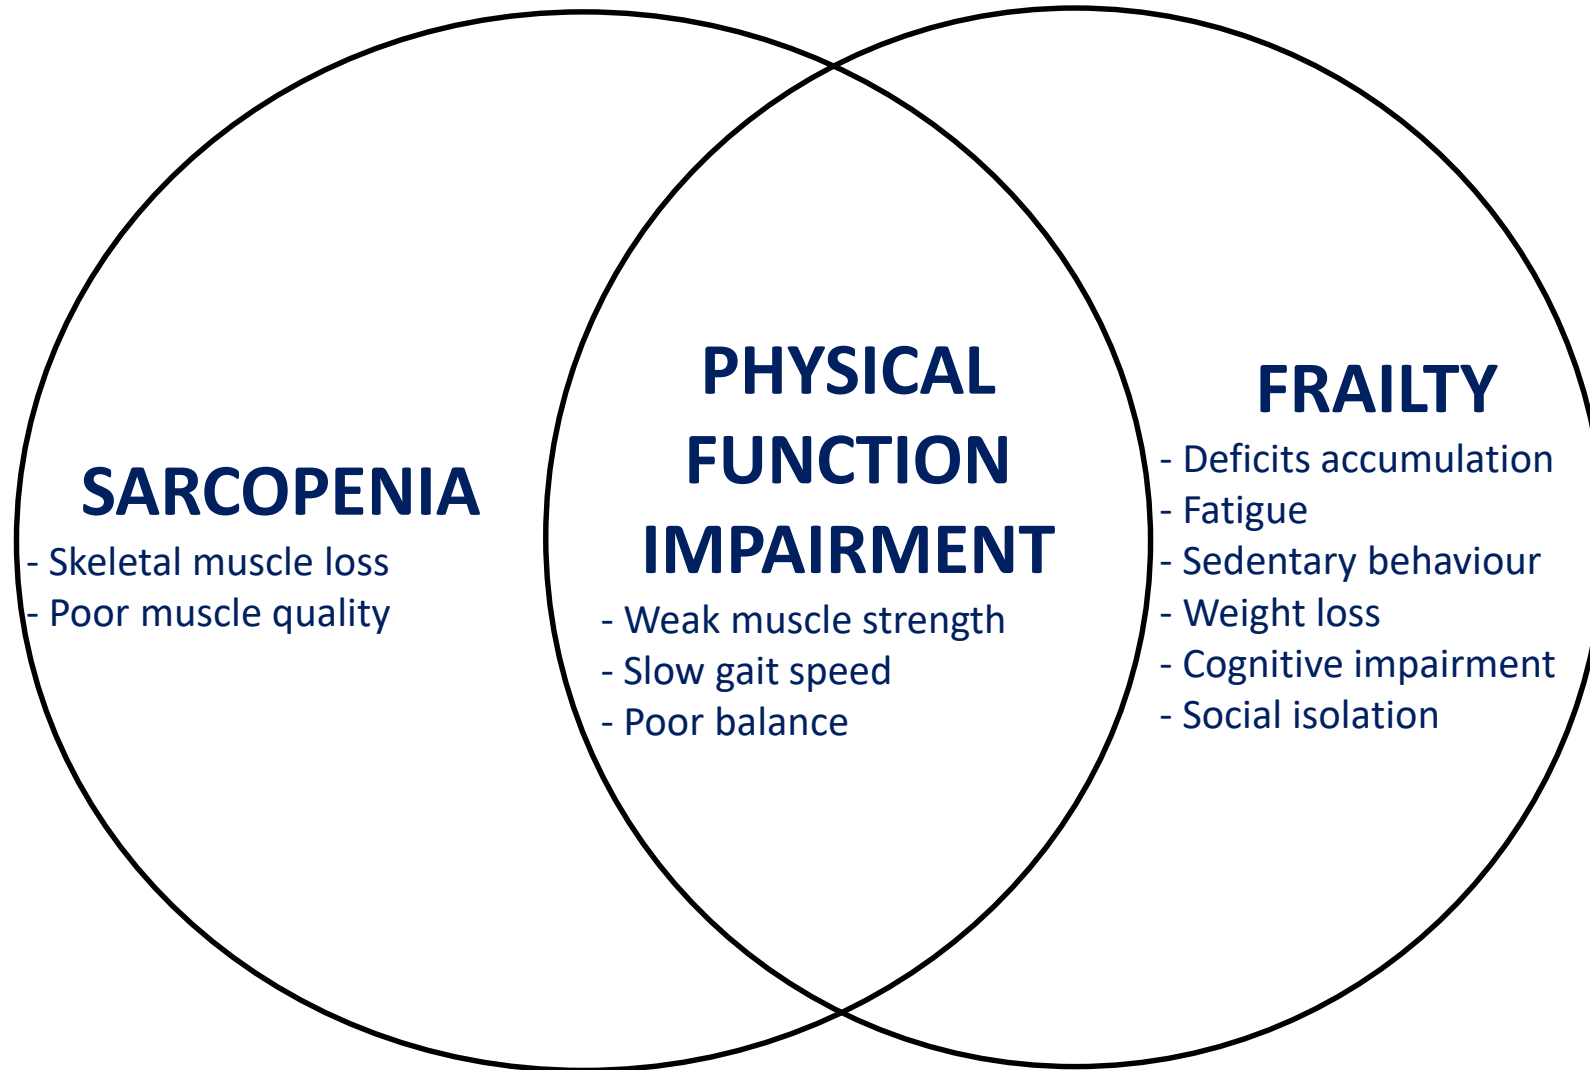 SARCOPENIA
- Skeletal muscle loss
- Poor muscle quality
PHYSICAL
FUNCTION
IMPAIRMENT
- Weak muscle strength
- Slow gait speed
- Poor balance
FRAILTY
- Deficits accumulation
- Fatigue
- Sedentary behaviour
- Weight loss
- Cognitive impairment
- Social isolation